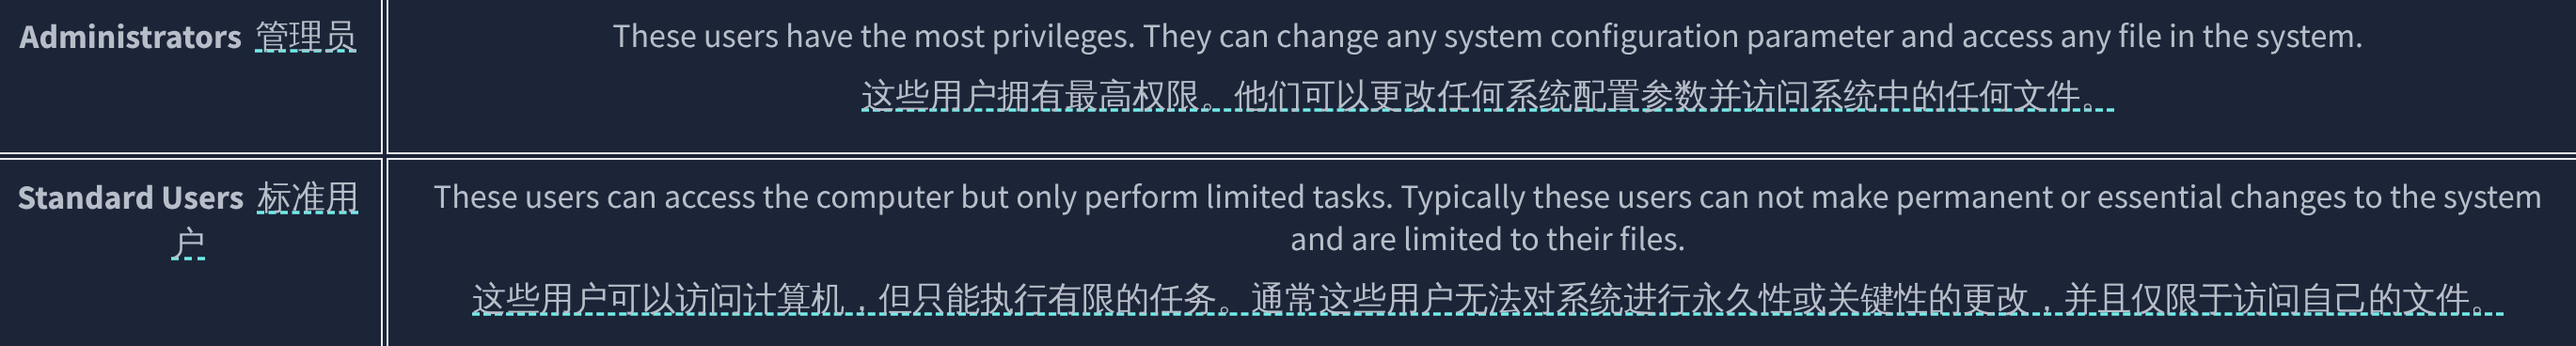 Administrators 管理员
These users have the most privileges. They can change any system configuration parameter and access any file in the system.
这些用户拥有最高权限。他们可以更改任何系统配置参数并访问系统中的任何文件。
Standard Users 标准用
户
These users can access the computer but only perform limited tasks. Typically these users can not make permanent or essential changes to the system
and are limited to their files.
这些用户可以访问计算机，但只能执行有限的任务。通常这些用户无法对系统进行永久性或关键性的更改，并且仅限于访问自己的文件。